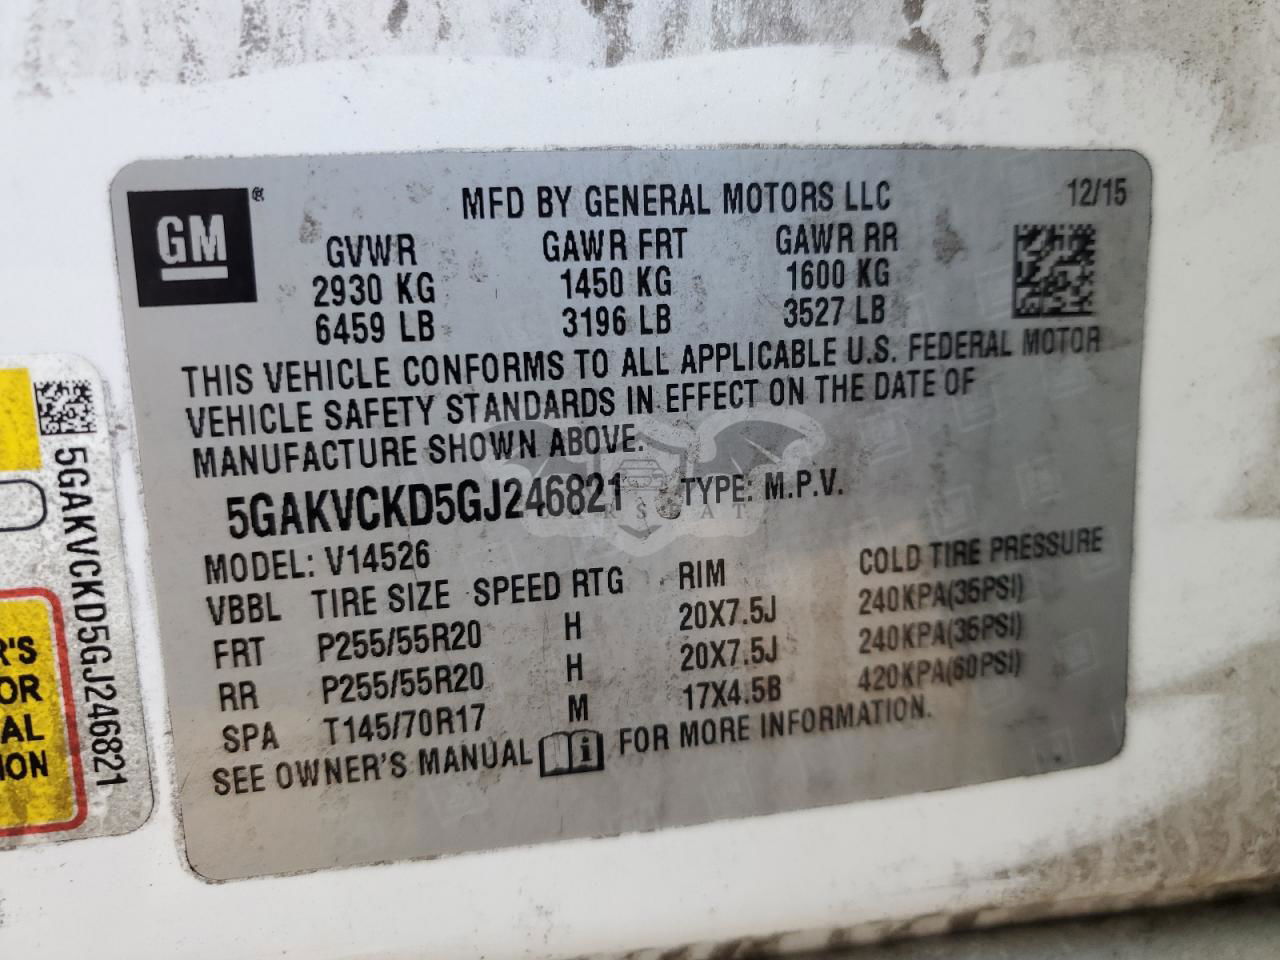 GM ®
MFD BY GENERAL MOTORS LLC 12/15
GVWR GAWR FRT GAWR RR
2930 KG 1450 KG 1600 KG
6459 LB 3196 LB 3527 LB
THIS VEHICLE CONFORMS TO ALL APPLICABLE U.S. FEDERAL MOTOR
VEHICLE SAFETY STANDARDS IN EFFECT ON THE DATE OF
MANUFACTURE SHOWN ABOVE.
5GAKVCKD5GJ246821 TYPE: M.P.V.
MODEL: V14526
VBBL TIRE SIZE SPEED RTG RIM COLD TIRE PRESSURE
FRT P255/55R20 H 20X7.5J 240KPA(35PSI)
RR P255/55R20 H 20X7.5J 240KPA(35PSI)
SPA T145/70R17 M 17X4.5B 420KPA(60PSI)
SEE OWNER'S MANUAL i FOR MORE INFORMATION.
5GAKVCKD5GJ246821
R'S
OR
AL
ION
CARSBAT